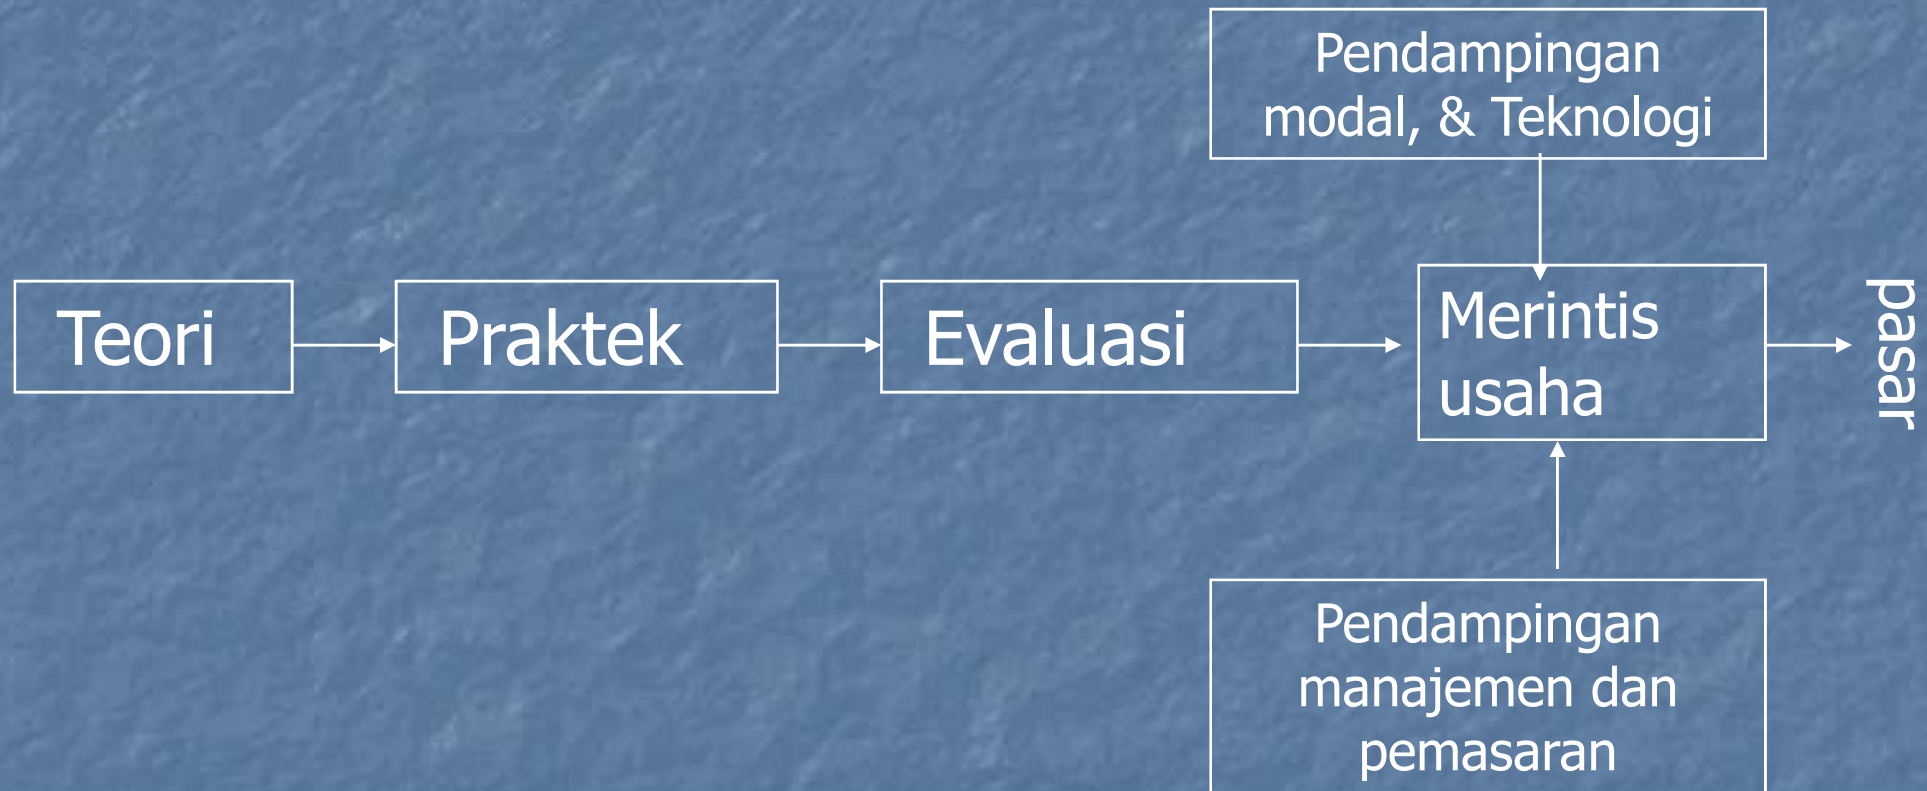 Pendampingan
modal, & Teknologi
Teori
Praktek
Evaluasi
Merintis
usaha
pasar
Pendampingan
manajemen dan
pemasaran